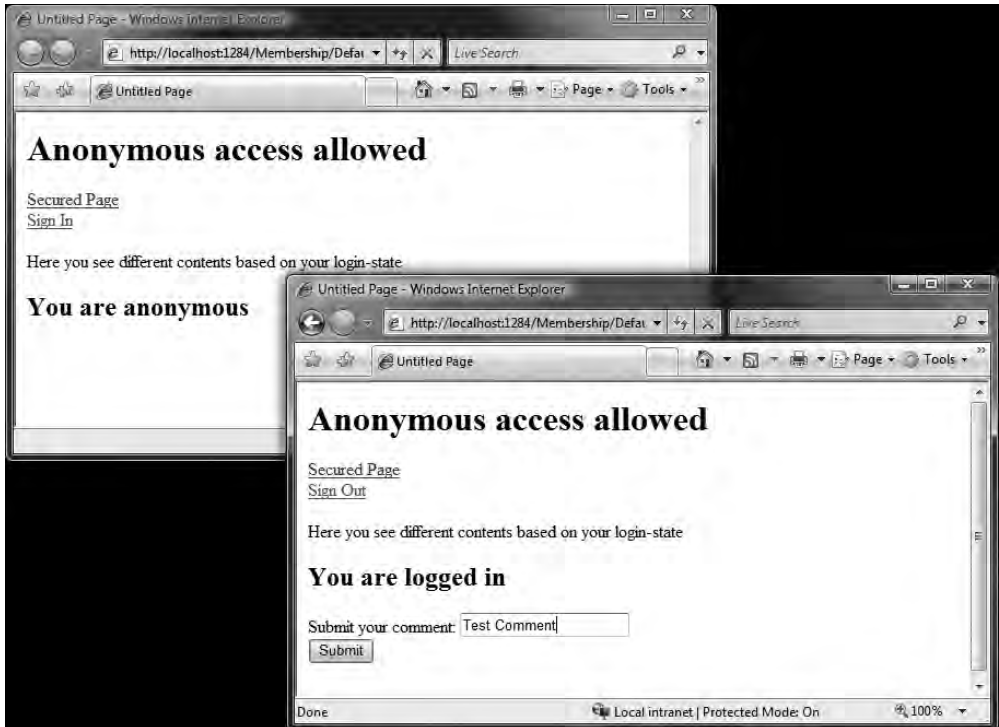 Untitled Page - Windows Internet Explorer
http://localhost:1284/Membership/Defau
Live Search
Untitled Page
Page
Tools
Anonymous access allowed
Secured Page
Sign In
Here you see different contents based on your login-state
You are anonymous
Untitled Page - Windows Internet Explorer
http://localhost:1284/Membership/Defau
Live Search
Untitled Page
Page
Tools
Anonymous access allowed
Secured Page
Sign Out
Here you see different contents based on your login-state
You are logged in
Submit your comment: Test Comment
Submit
Done
Local intranet | Protected Mode: On
100%